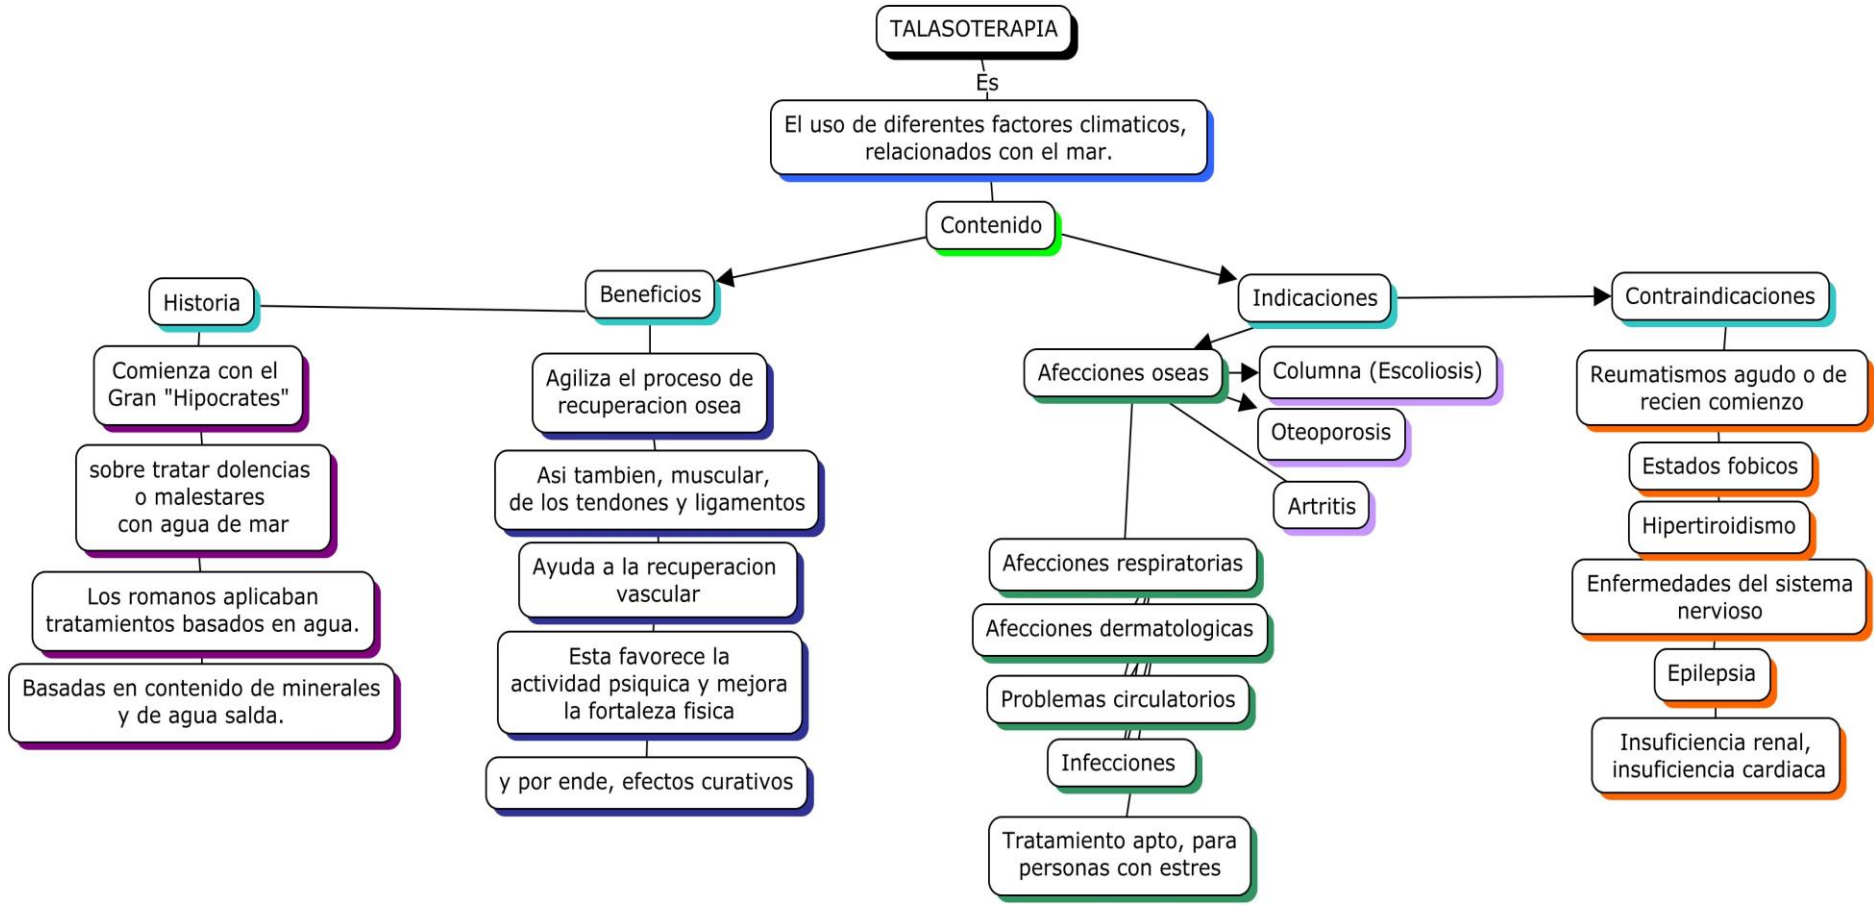 TALASOTERAPIA
Es
El uso de diferentes factores climaticos,
relacionados con el mar.
Contenido
Historia
Comienza con el
Gran "Hipocrates"
sobre tratar dolencias
o malestares
con agua de mar
Los romanos aplicaban
tratamientos basados en agua.
Basadas en contenido de minerales
y de agua salda.
Beneficios
Agiliza el proceso de
recuperacion osea
Asi tambien, muscular,
de los tendones y ligamentos
Ayuda a la recuperacion
vascular
Esta favorece la
actividad psiquica y mejora
la fortaleza fisica
y por ende, efectos curativos
Indicaciones
Afecciones oseas
Columna (Escoliosis)
Oteoporosis
Artritis
Afecciones respiratorias
Afecciones dermatologicas
Problemas circulatorios
Infecciones
Tratamiento apto, para
personas con estres
Contraindicaciones
Reumatismos agudo o de
recien comienzo
Estados fobicos
Hipertiroidismo
Enfermedades del sistema
nervioso
Epilepsia
Insuficiencia renal,
insuficiencia cardiaca